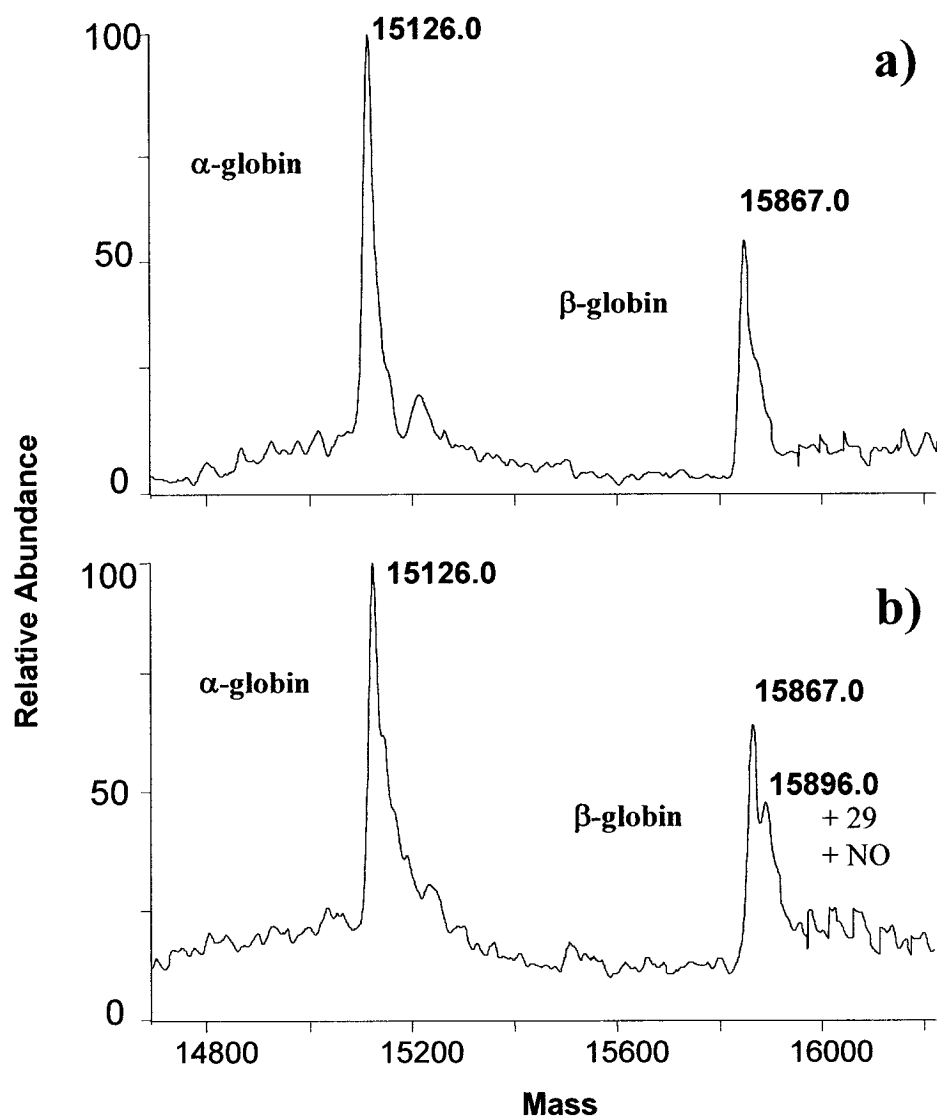 100
15126.0
a)
α-globin
15867.0
50
β-globin
0
Relative Abundance
100
15126.0
b)
α-globin
15867.0
15896.0
50
β-globin
+ 29
+ NO
0
14800
15200
15600
16000
Mass